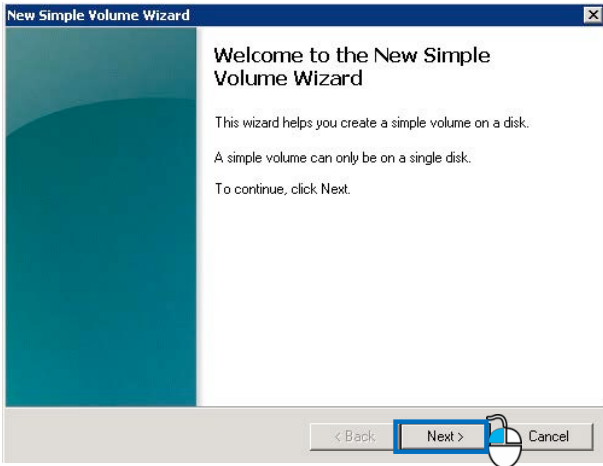 New Simple Volume Wizard
Welcome to the New Simple
Volume Wizard
This wizard helps you create a simple volume on a disk.
A simple volume can only be on a single disk.
To continue, click Next.
< Back Next > Cancel